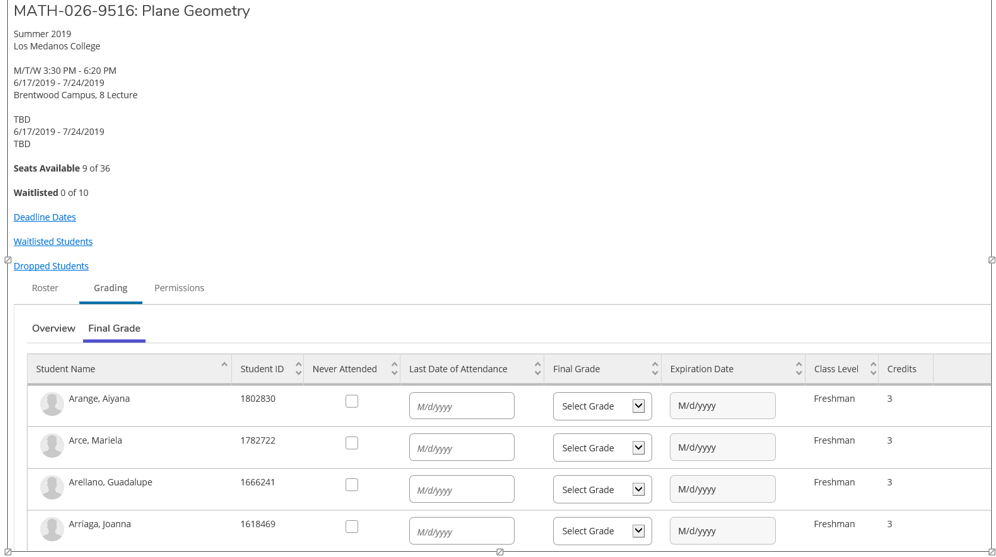 MATH-026-9516: Plane Geometry
Summer 2019
Los Medanos College
M/T/W 3:30 PM - 6:20 PM
6/17/2019 - 7/24/2019
Brentwood Campus, 8 Lecture
TBD
6/17/2019 - 7/24/2019
TBD
Seats Available 9 of 36
Waitlisted 0 of 10
Deadline Dates
Waitlisted Students
Dropped Students
Roster Grading Permissions
Overview Final Grade
Student Name Student ID Never Attended Last Date of Attendance Final Grade Expiration Date Class Level Credits
Arange, Aiyana 1802830 M/d/yyyy Select Grade M/d/yyyy Freshman 3
Arce, Mariela 1782722 M/d/yyyy Select Grade M/d/yyyy Freshman 3
Arellano, Guadalupe 1666241 M/d/yyyy Select Grade M/d/yyyy Freshman 3
Arriaga, Joanna 1618469 M/d/yyyy Select Grade M/d/yyyy Freshman 3